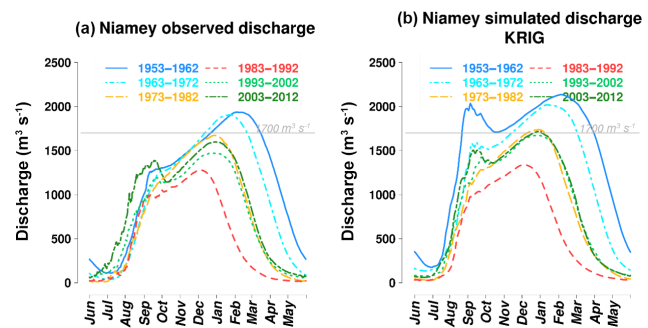 (a) Niamey observed discharge
1953−1962
1963−1972
1973−1982
1983−1992
1993−2002
2003−2012
1700 m³ s⁻¹
Discharge (m³ s⁻¹)
2500
2000
1500
1000
500
0
Jun Jul Aug Sep Oct Nov Dec Jan Feb Mar Apr May
(b) Niamey simulated discharge
KRIG
1953−1962
1963−1972
1973−1982
1983−1992
1993−2002
2003−2012
1700 m³ s⁻¹
Discharge (m³ s⁻¹)
2500
2000
1500
1000
500
0
Jun Jul Aug Sep Oct Nov Dec Jan Feb Mar Apr May